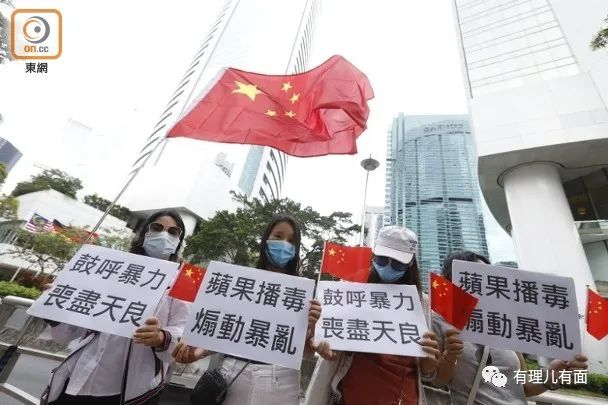 on.cc
東網
鼓呼暴力
喪盡天良
蘋果播毒
煽動暴亂
鼓呼暴力
喪盡天良
蘋果播毒
煽動暴亂
有理儿有面